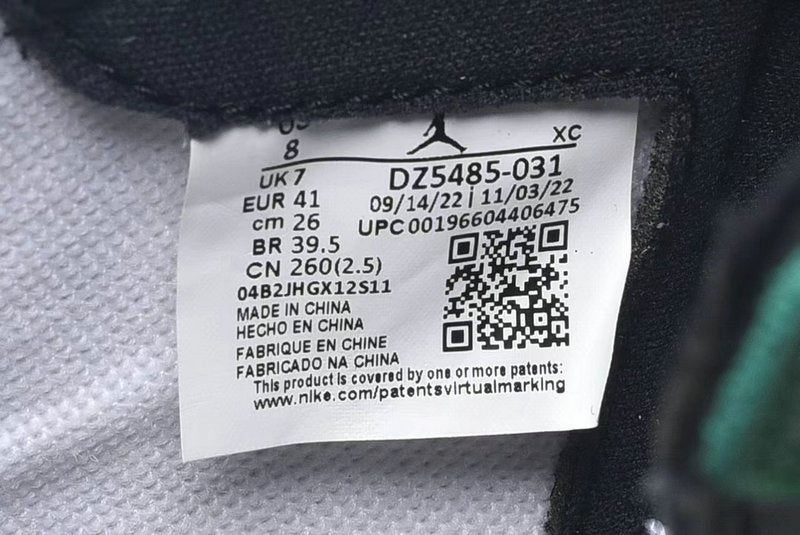 US
8
XC
UK 7
EUR 41
cm 26
BR 39.5
CN 260(2.5)
04B2JHGX12S11
DZ5485-031
09/14/22 | 11/03/22
UPC 00196604406475
MADE IN CHINA
HECHO EN CHINA
FABRIQUE EN CHINE
FABRICADO NA CHINA
This product is covered by one or more patents:
www.nike.com/patentsvirtualmarking